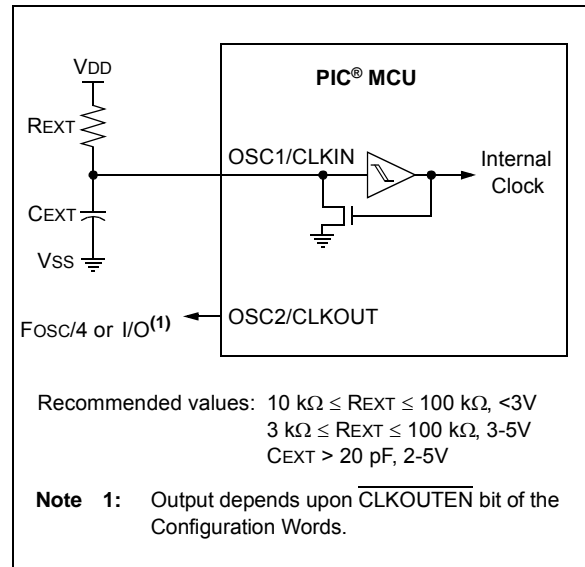 VDD
PIC® MCU
REXT
OSC1/CLKIN
Internal
Clock
CEXT
VSS
OSC2/CLKOUT
FOSC/4 or I/O(1)
Recommended values: 10 kΩ ≤ REXT ≤ 100 kΩ, <3V
3 kΩ ≤ REXT ≤ 100 kΩ, 3-5V
CEXT > 20 pF, 2-5V
Note 1: Output depends upon CLKOUTEN bit of the
Configuration Words.